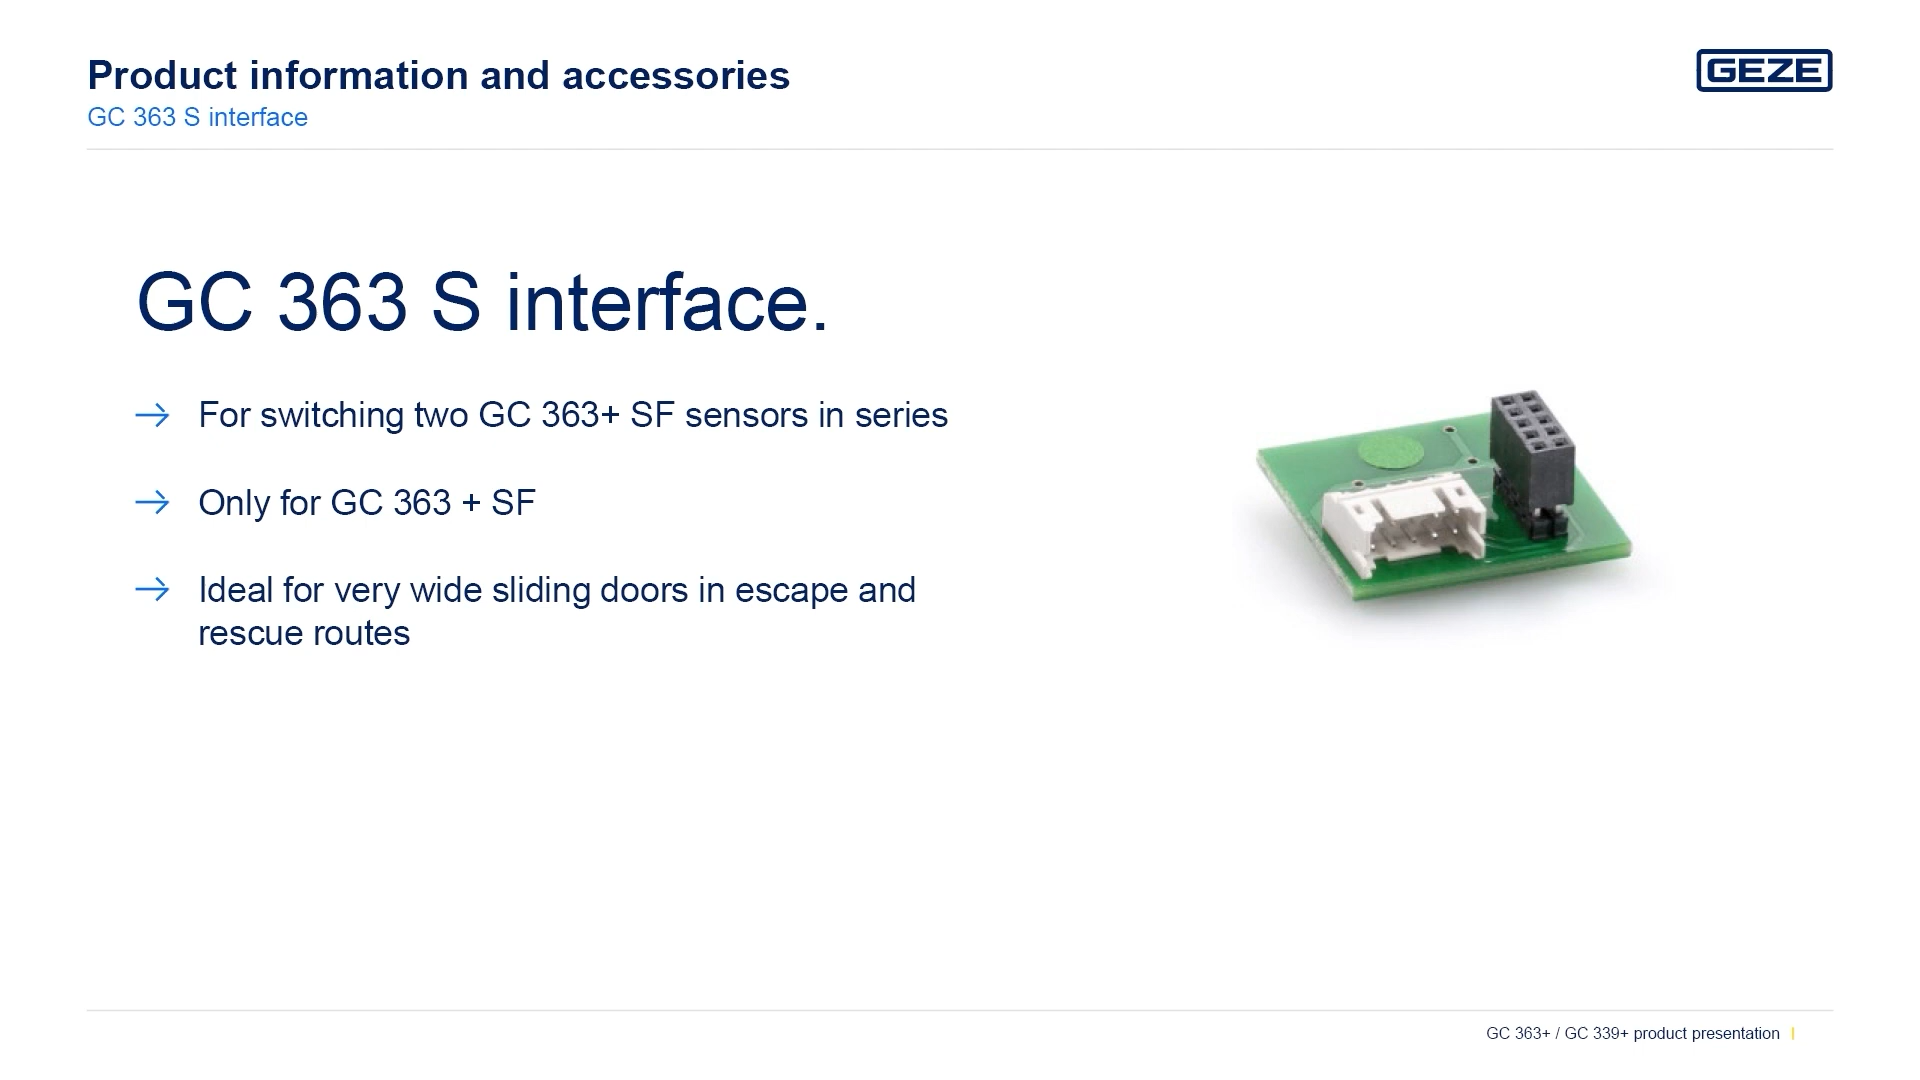 Product information and accessories
GEZE
GC 363 S interface
GC 363 S interface.
→ For switching two GC 363+ SF sensors in series
→ Only for GC 363 + SF
→ Ideal for very wide sliding doors in escape and
rescue routes
GC 363+ / GC 339+ product presentation |